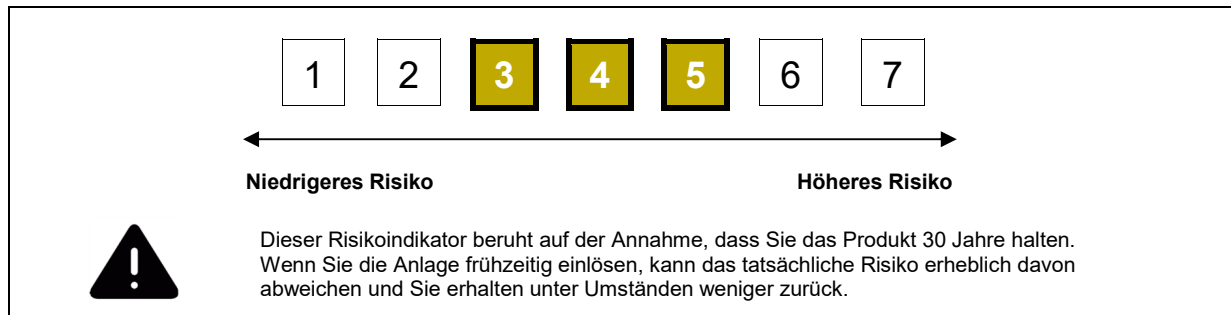 1 2 3 4 5 6 7
Niedrigeres Risiko Höheres Risiko
Dieser Risikoindikator beruht auf der Annahme, dass Sie das Produkt 30 Jahre halten.
Wenn Sie die Anlage frühzeitig einlösen, kann das tatsächliche Risiko erheblich davon
abweichen und Sie erhalten unter Umständen weniger zurück.